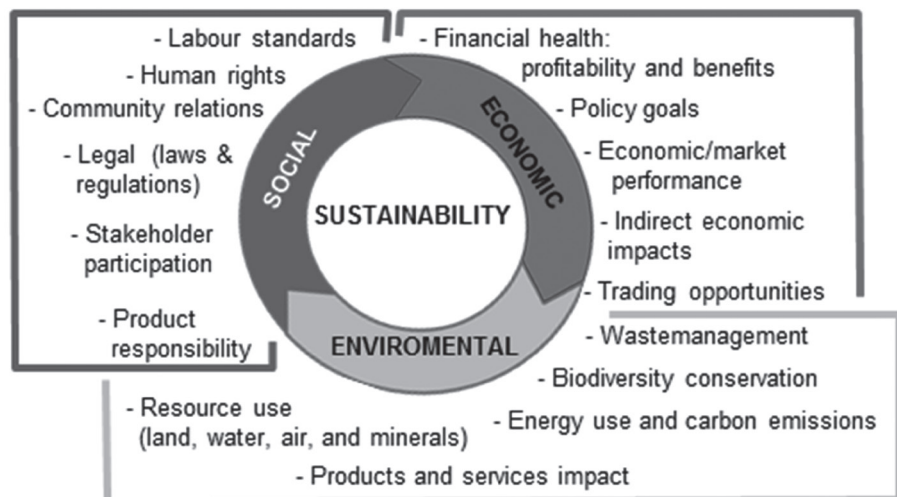 - Labour standards
- Human rights
- Community relations
- Legal (laws &
regulations)
- Stakeholder
participation
- Product
responsibility
- Financial health:
profitability and benefits
- Policy goals
- Economic/market
performance
- Indirect economic
impacts
- Trading opportunities
SOCIAL
ECONOMIC
SUSTAINABILITY
ENVIROMENTAL
- Wastemanagement
- Biodiversity conservation
- Energy use and carbon emissions
- Resource use
(land, water, air, and minerals)
- Products and services impact